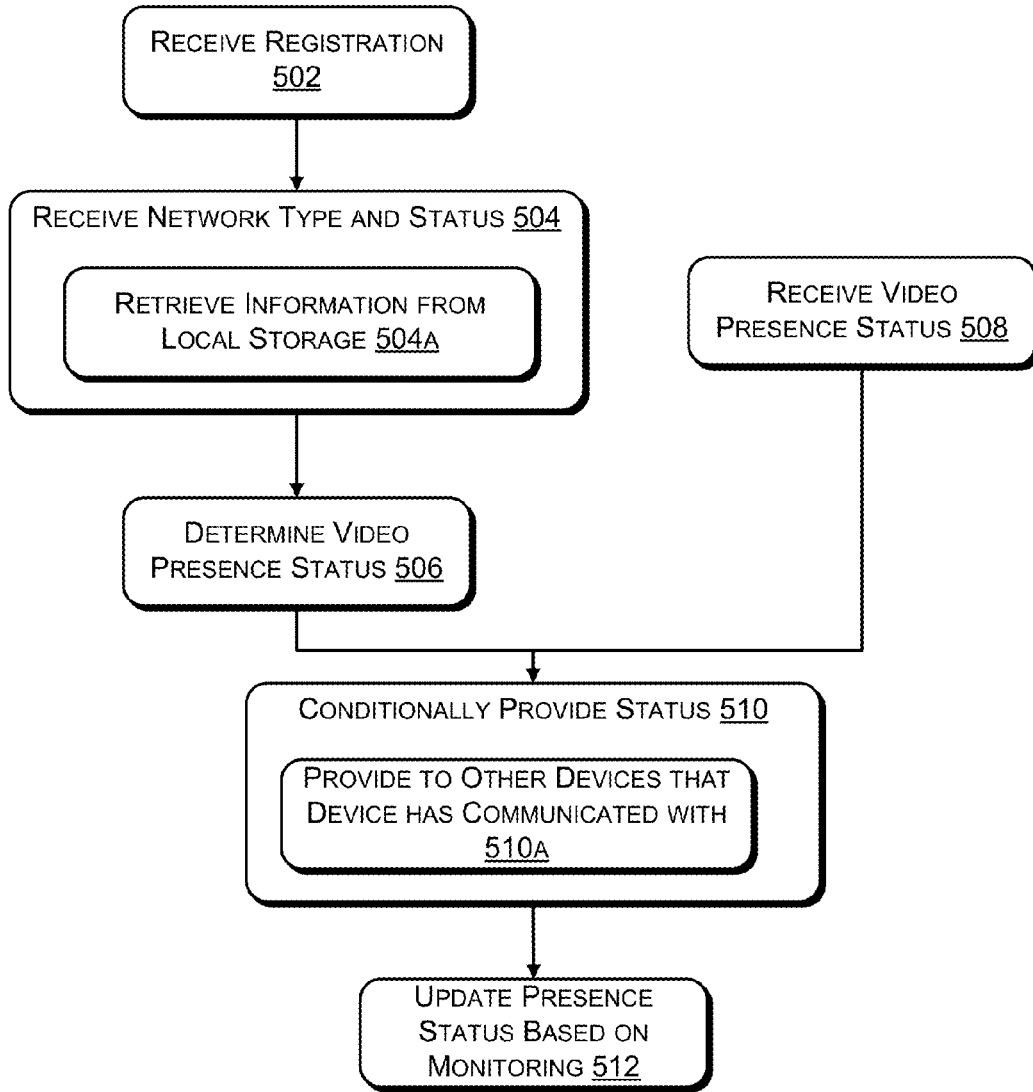 RECEIVE REGISTRATION
502
RECEIVE NETWORK TYPE AND STATUS 504
RETRIEVE INFORMATION FROM
LOCAL STORAGE 504A
RECEIVE VIDEO
PRESENCE STATUS 508
DETERMINE VIDEO
PRESENCE STATUS 506
CONDITIONALLY PROVIDE STATUS 510
PROVIDE TO OTHER DEVICES THAT
DEVICE HAS COMMUNICATED WITH
510A
UPDATE PRESENCE
STATUS BASED ON
MONITORING 512